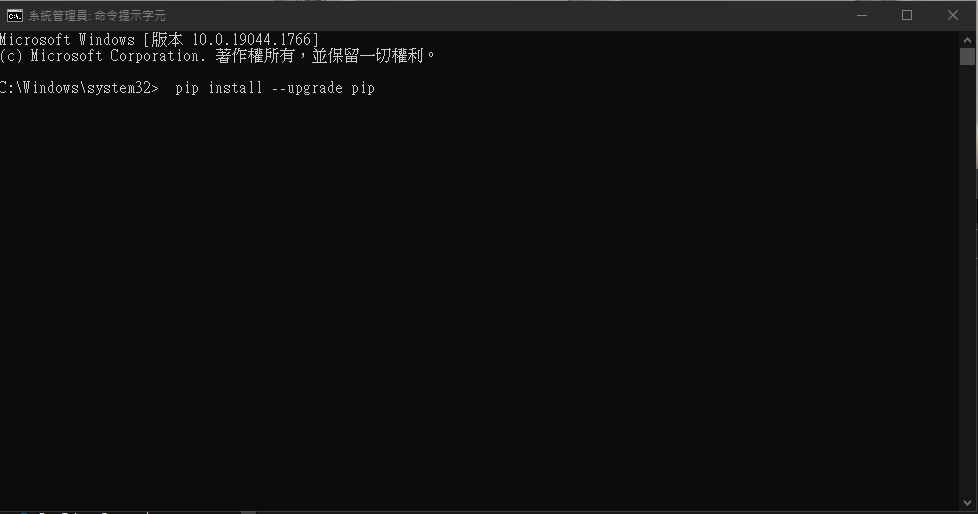 系統管理員: 命令提示字元
Microsoft Windows [版本 10.0.19044.1766]
(c) Microsoft Corporation. 著作權所有，並保留一切權利。
C:\Windows\system32>  pip install --upgrade pip